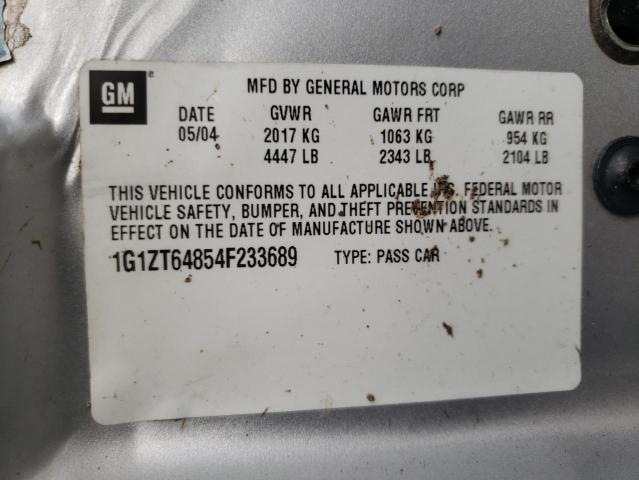 GM
MFD BY GENERAL MOTORS CORP
DATE GVWR GAWR FRT GAWR RR
05/04 2017 KG 1063 KG 954 KG
4447 LB 2343 LB 2104 LB
THIS VEHICLE CONFORMS TO ALL APPLICABLE U.S. FEDERAL MOTOR
VEHICLE SAFETY, BUMPER, AND THEFT PREVENTION STANDARDS IN
EFFECT ON THE DATE OF MANUFACTURE SHOWN ABOVE.
1G1ZT64854F233689 TYPE: PASS CAR